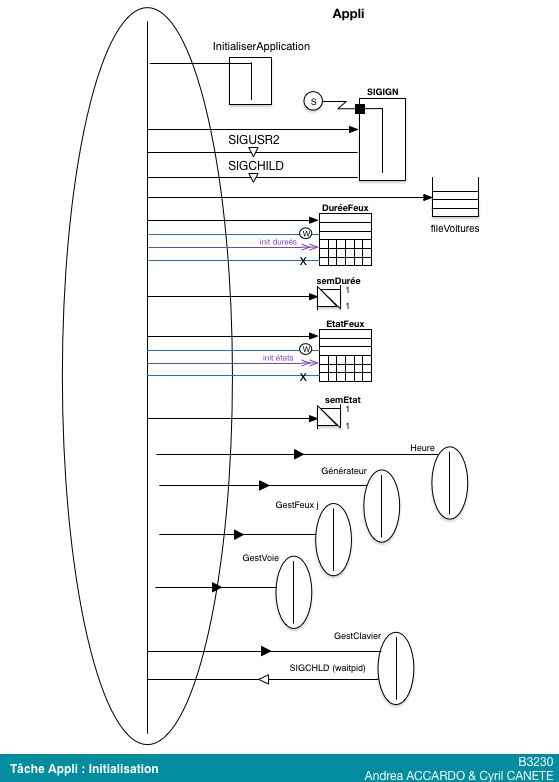 Appli
InitialiserApplication
S
SIGIGN
SIGUSR2
SIGCHILD
fileVoitures
DuréeFeux
W
init dureés
X
semDurée
1
1
EtatFeux
W
init états
X
semEtat
1
1
Heure
Générateur
GestFeux j
GestVoie
GestClavier
SIGCHLD (waitpid)
Tâche Appli : Initialisation
B3230
Andrea ACCARDO & Cyril CANETE